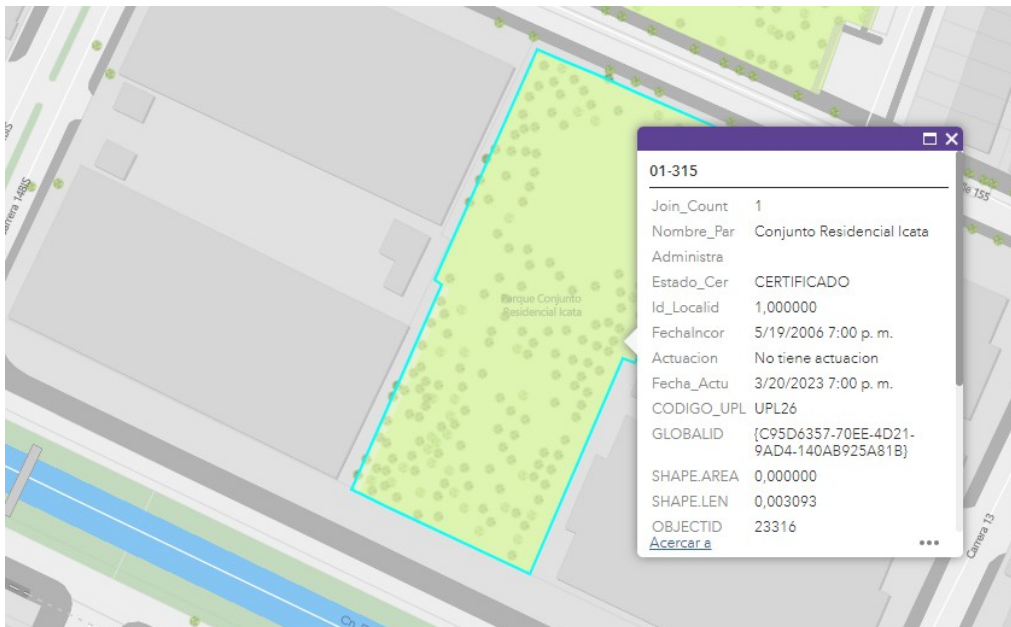 01-315
Join_Count 1
Nombre_Par Conjunto Residencial Icata
Administra
Estado_Cer CERTIFICADO
Id_Localid 1,000000
FechaIncor 5/19/2006 7:00 p. m.
Actuacion No tiene actuacion
Fecha_Actu 3/20/2023 7:00 p. m.
CODIGO_UPL UPL26
GLOBALID {C95D6357-70EE-4D21-
9AD4-140AB925A81B}
SHAPE.AREA 0,000000
SHAPE.LEN 0,003093
OBJECTID 23316
Acercar a
Parque Conjunto
Residencial Icata
Carrera 14BIS
155
Carrera 13